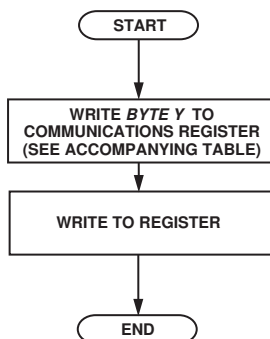 START
WRITE BYTE Y TO
COMMUNICATIONS REGISTER
(SEE ACCOMPANYING TABLE)
WRITE TO REGISTER
END